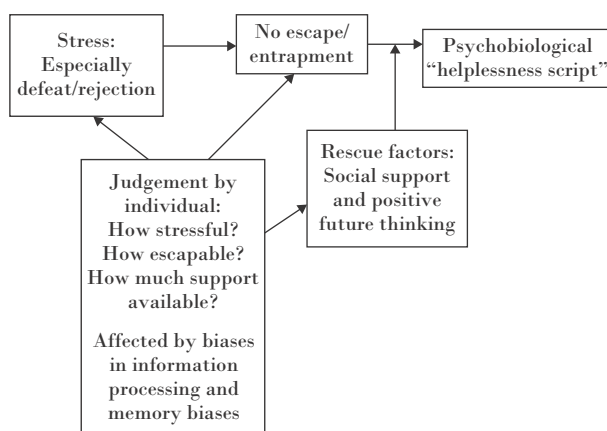 Stress:
Especially
defeat/rejection
No escape/
entrapment
Psychobiological
“helplessness script”
Rescue factors:
Social support
and positive
future thinking
Judgement by
individual:
How stressful?
How escapable?
How much support
available?
Affected by biases
in information
processing and
memory biases